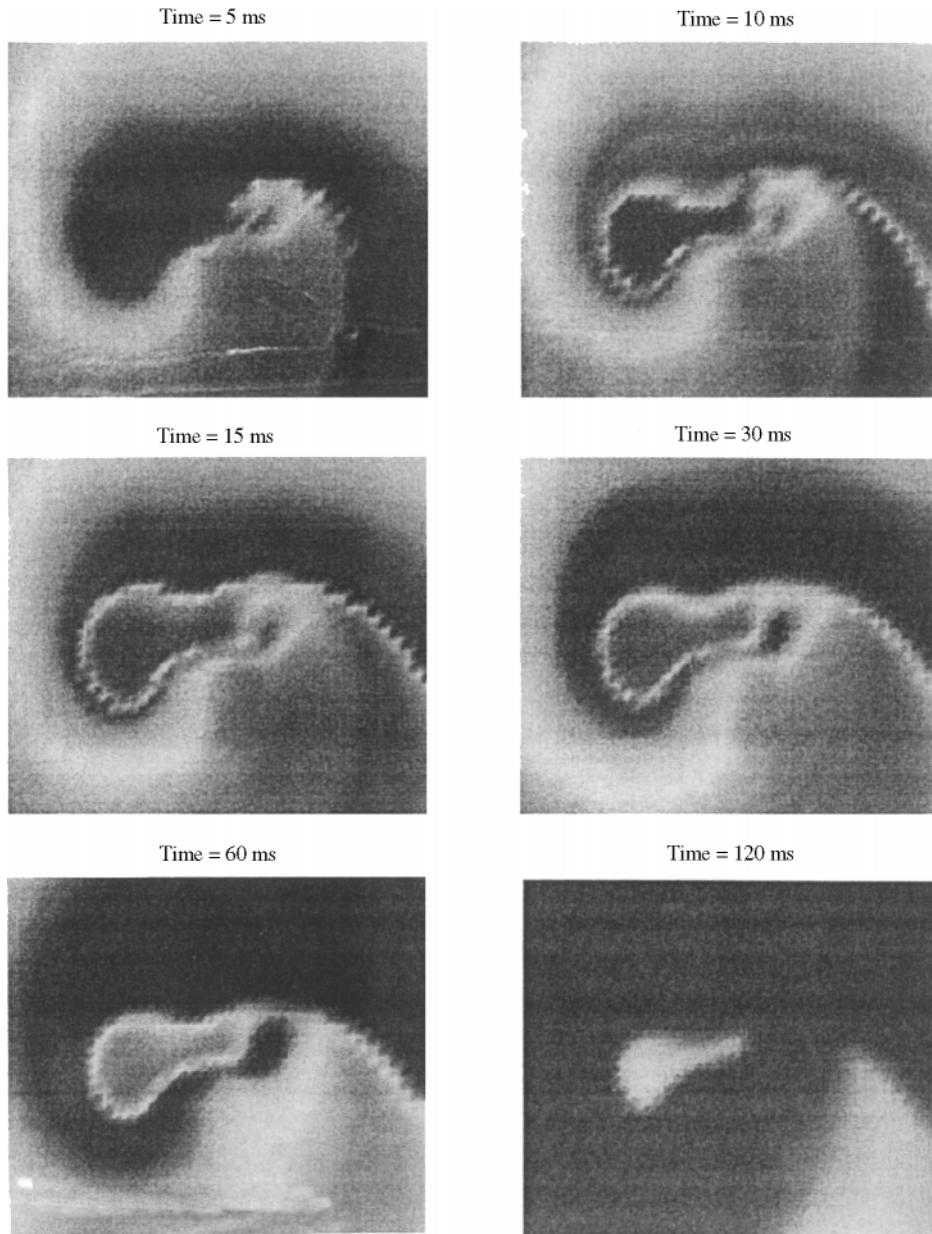 Time = 5 ms
Time = 10 ms
Time = 15 ms
Time = 30 ms
Time = 60 ms
Time = 120 ms